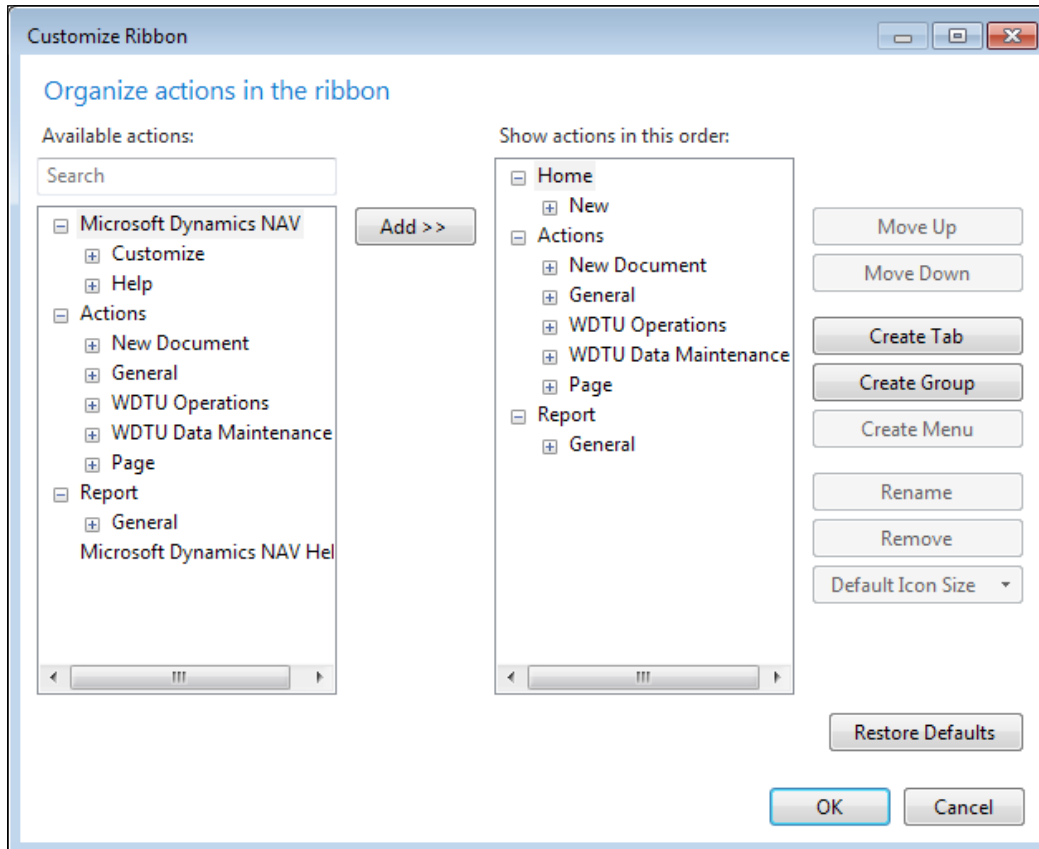 Customize Ribbon
Organize actions in the ribbon
Available actions:
Search
Microsoft Dynamics NAV
Customize
Help
Actions
New Document
General
WDTU Operations
WDTU Data Maintenance
Page
Report
General
Microsoft Dynamics NAV Hel
Add >>
Show actions in this order:
Home
New
Actions
New Document
General
WDTU Operations
WDTU Data Maintenance
Page
Report
General
Move Up
Move Down
Create Tab
Create Group
Create Menu
Rename
Remove
Default Icon Size
Restore Defaults
OK
Cancel